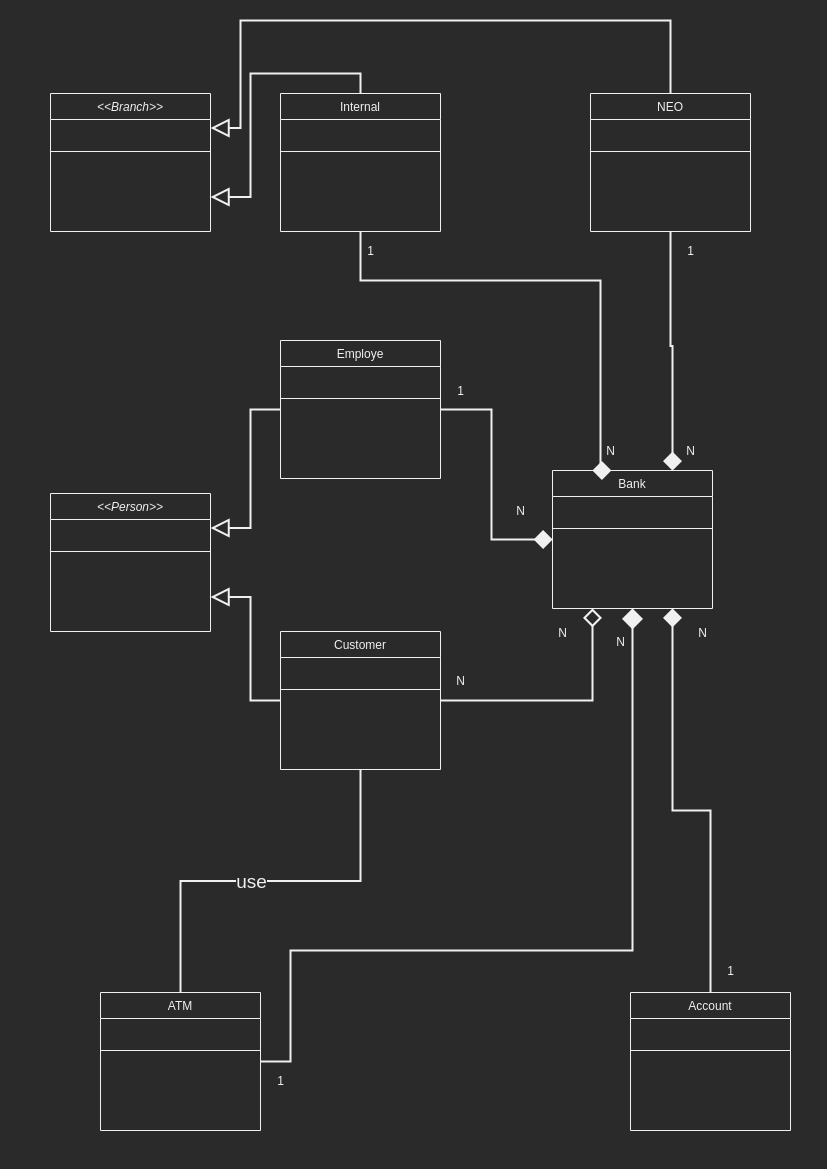 <<Branch>>
Internal
NEO
1
1
Employe
1
N
N
Bank
<<Person>>
N
Customer
N
N
N
N
use
1
ATM
Account
1